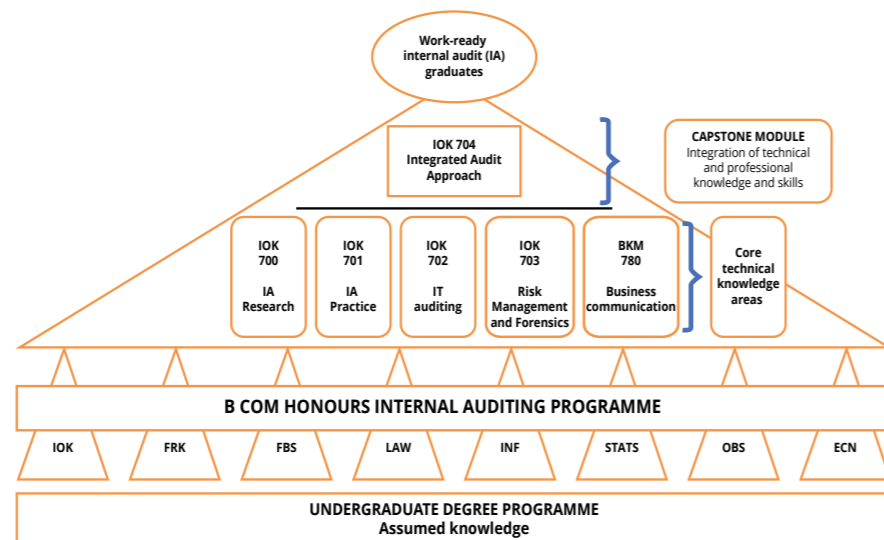 Work-ready
internal audit (IA)
graduates
IOK 704
Integrated Audit
Approach
CAPSTONE MODULE
Integration of technical
and professional
knowledge and skills
IOK
700
IA
Research
IOK
701
IA
Practice
IOK
702
IT
auditing
IOK
703
Risk
Management
and Forensics
BKM
780
Business
communication
Core
technical
knowledge
areas
B COM HONOURS INTERNAL AUDITING PROGRAMME
IOK
FRK
FBS
LAW
INF
STATS
OBS
ECN
UNDERGRADUATE DEGREE PROGRAMME
Assumed knowledge